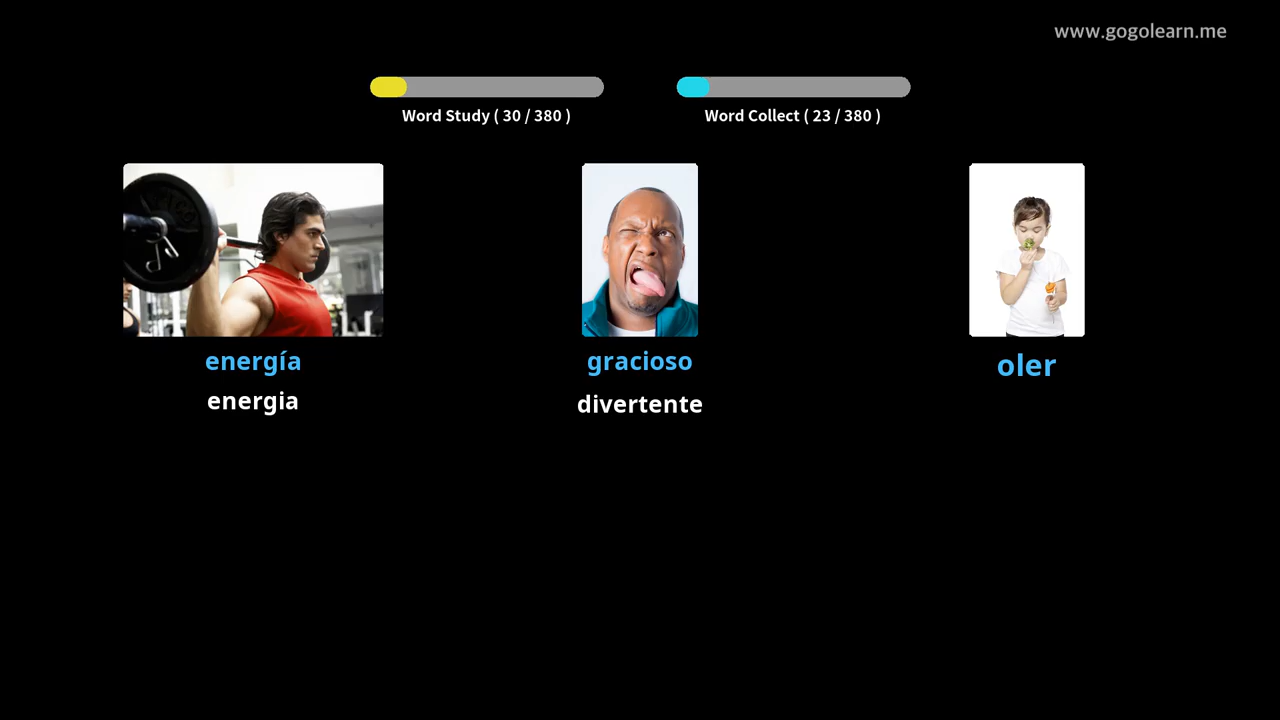 www.gogolearn.me
Word Study ( 30 / 380 )
Word Collect ( 23 / 380 )
energía
gracioso
oler
energia
divertente